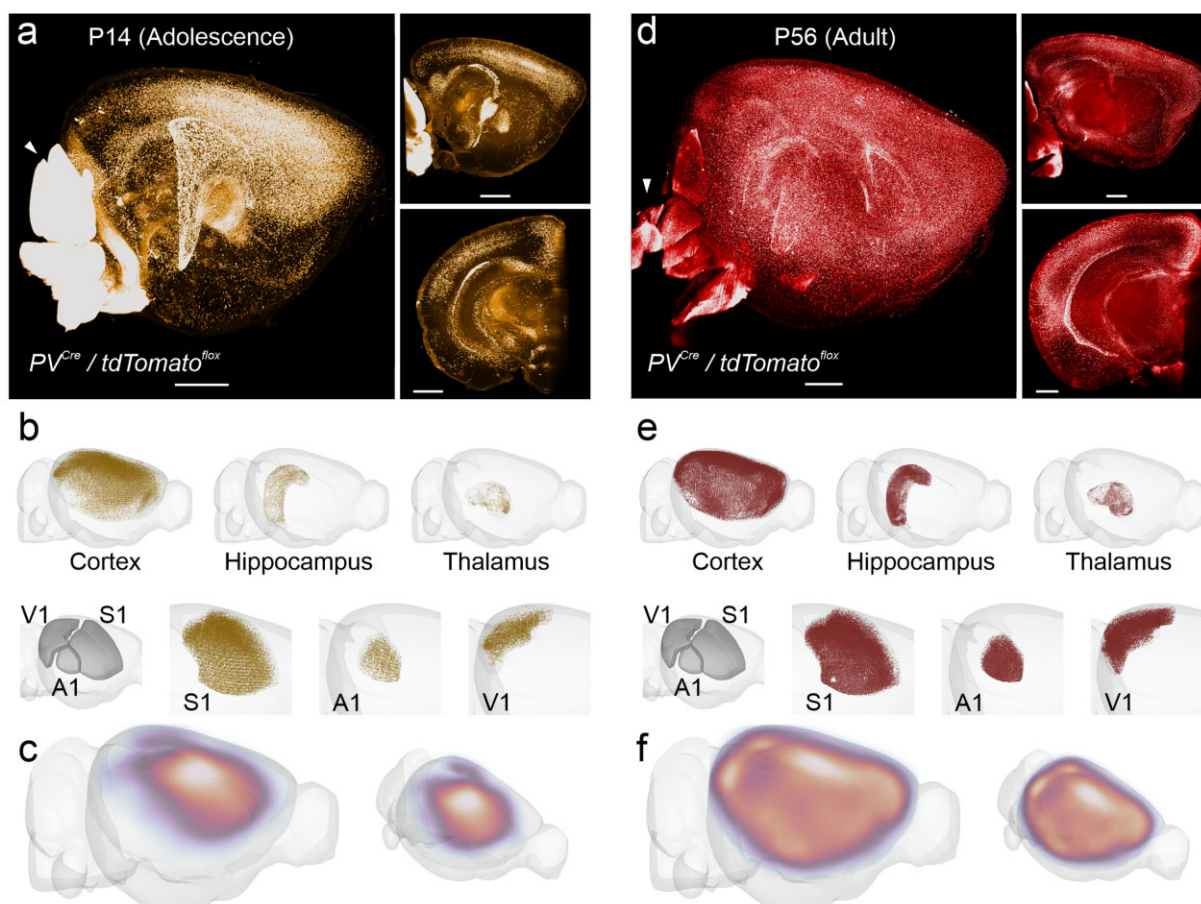 a
P14 (Adolescence)
PV^Cre / tdTomato^flox
d
P56 (Adult)
PV^Cre / tdTomato^flox
b
Cortex
Hippocampus
Thalamus
V1
S1
A1
S1
A1
V1
e
Cortex
Hippocampus
Thalamus
V1
S1
A1
S1
A1
V1
c
f